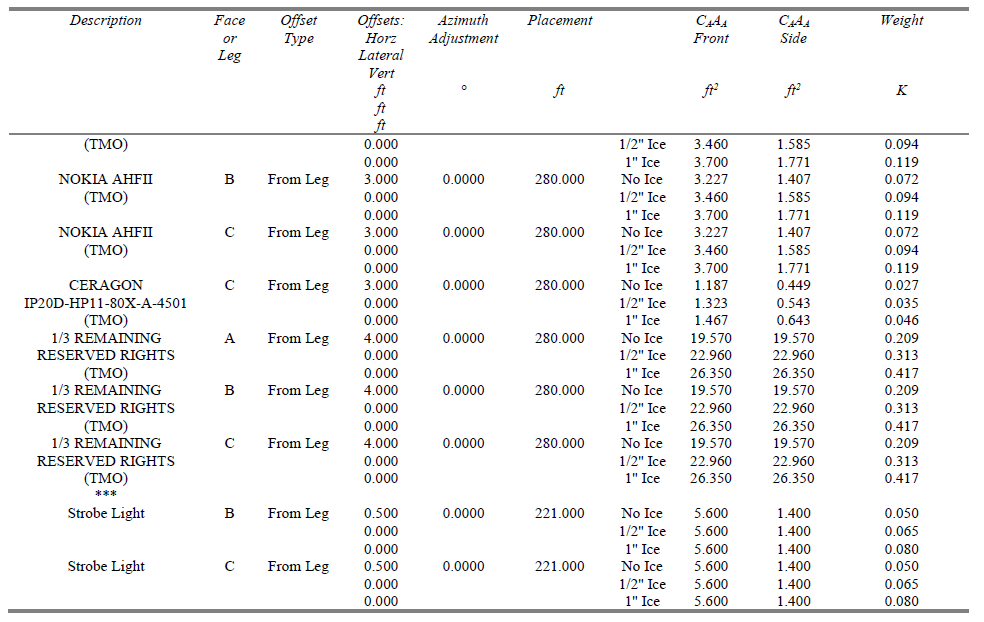 Description Face Offset Offsets: Azimuth Placement CAAA CAAA Weight
or Type Horz Adjustment Front Side
Leg Lateral
Vert
ft ° ft ft² ft² K
ft
ft
(TMO) 0.000 1/2" Ice 3.460 1.585 0.094
0.000 1" Ice 3.700 1.771 0.119
NOKIA AHFII B From Leg 3.000 0.0000 280.000 No Ice 3.227 1.407 0.072
(TMO) 0.000 1/2" Ice 3.460 1.585 0.094
0.000 1" Ice 3.700 1.771 0.119
NOKIA AHFII C From Leg 3.000 0.0000 280.000 No Ice 3.227 1.407 0.072
(TMO) 0.000 1/2" Ice 3.460 1.585 0.094
0.000 1" Ice 3.700 1.771 0.119
CERAGON C From Leg 3.000 0.0000 280.000 No Ice 1.187 0.449 0.027
IP20D-HP11-80X-A-4501 0.000 1/2" Ice 1.323 0.543 0.035
(TMO) 0.000 1" Ice 1.467 0.643 0.046
1/3 REMAINING A From Leg 4.000 0.0000 280.000 No Ice 19.570 19.570 0.209
RESERVED RIGHTS 0.000 1/2" Ice 22.960 22.960 0.313
(TMO) 0.000 1" Ice 26.350 26.350 0.417
1/3 REMAINING B From Leg 4.000 0.0000 280.000 No Ice 19.570 19.570 0.209
RESERVED RIGHTS 0.000 1/2" Ice 22.960 22.960 0.313
(TMO) 0.000 1" Ice 26.350 26.350 0.417
1/3 REMAINING C From Leg 4.000 0.0000 280.000 No Ice 19.570 19.570 0.209
RESERVED RIGHTS 0.000 1/2" Ice 22.960 22.960 0.313
(TMO) 0.000 1" Ice 26.350 26.350 0.417
***
Strobe Light B From Leg 0.500 0.0000 221.000 No Ice 5.600 1.400 0.050
0.000 1/2" Ice 5.600 1.400 0.065
0.000 1" Ice 5.600 1.400 0.080
Strobe Light C From Leg 0.500 0.0000 221.000 No Ice 5.600 1.400 0.050
0.000 1/2" Ice 5.600 1.400 0.065
0.000 1" Ice 5.600 1.400 0.080